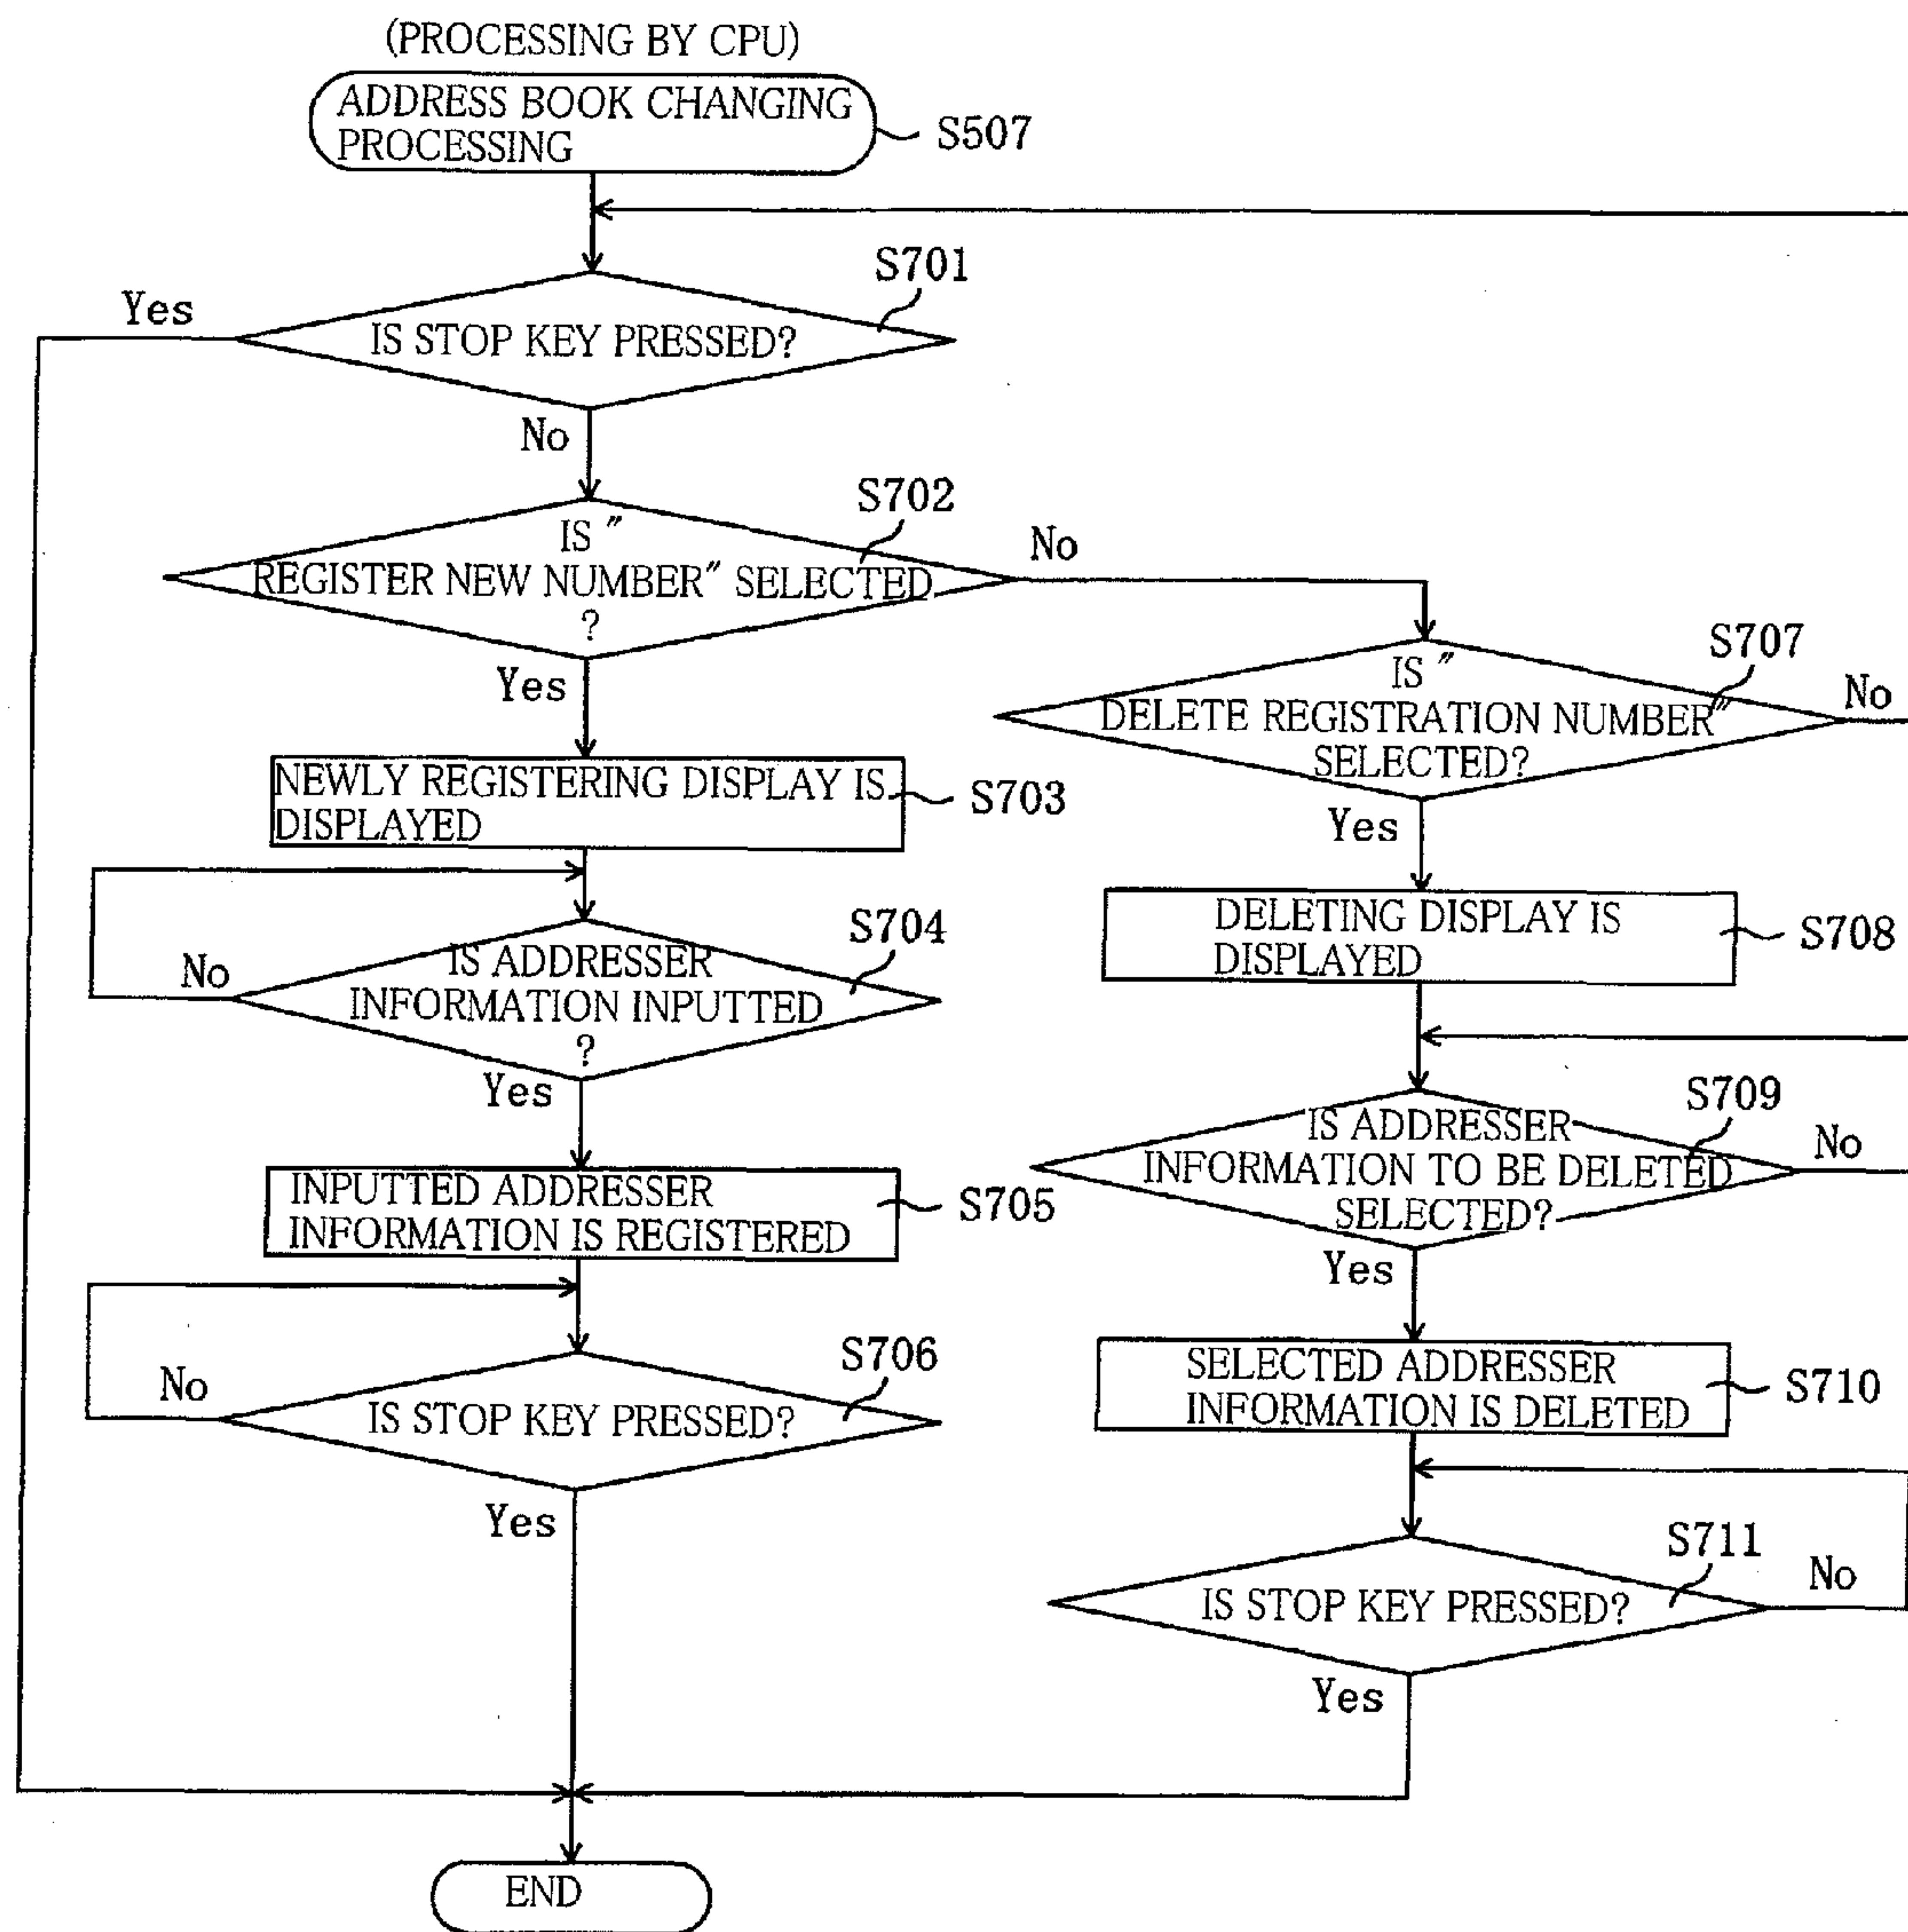 (PROCESSING BY CPU)
ADDRESS BOOK CHANGING
PROCESSING
S507
S701
Yes
IS STOP KEY PRESSED?
No
S702
IS "
REGISTER NEW NUMBER" SELECTED
?
No
Yes
S707
IS "
DELETE REGISTRATION NUMBER"
SELECTED?
No
Yes
NEWLY REGISTERING DISPLAY IS
DISPLAYED
S703
S704
IS ADDRESSER
INFORMATION INPUTTED
?
No
Yes
DELETING DISPLAY IS
DISPLAYED
S708
S709
IS ADDRESSER
INFORMATION TO BE DELETED
SELECTED?
No
Yes
INPUTTED ADDRESSER
INFORMATION IS REGISTERED
S705
S706
No
IS STOP KEY PRESSED?
Yes
SELECTED ADDRESSER
INFORMATION IS DELETED
S710
S711
IS STOP KEY PRESSED?
No
Yes
END